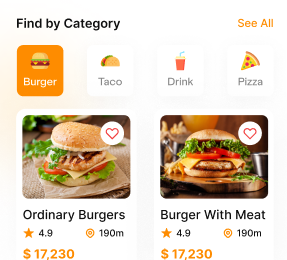 Find by Category See All
Burger Taco Drink Pizza
Ordinary Burgers Burger With Meat
4.9 190m 4.9 190m
$ 17,230 $ 17,230